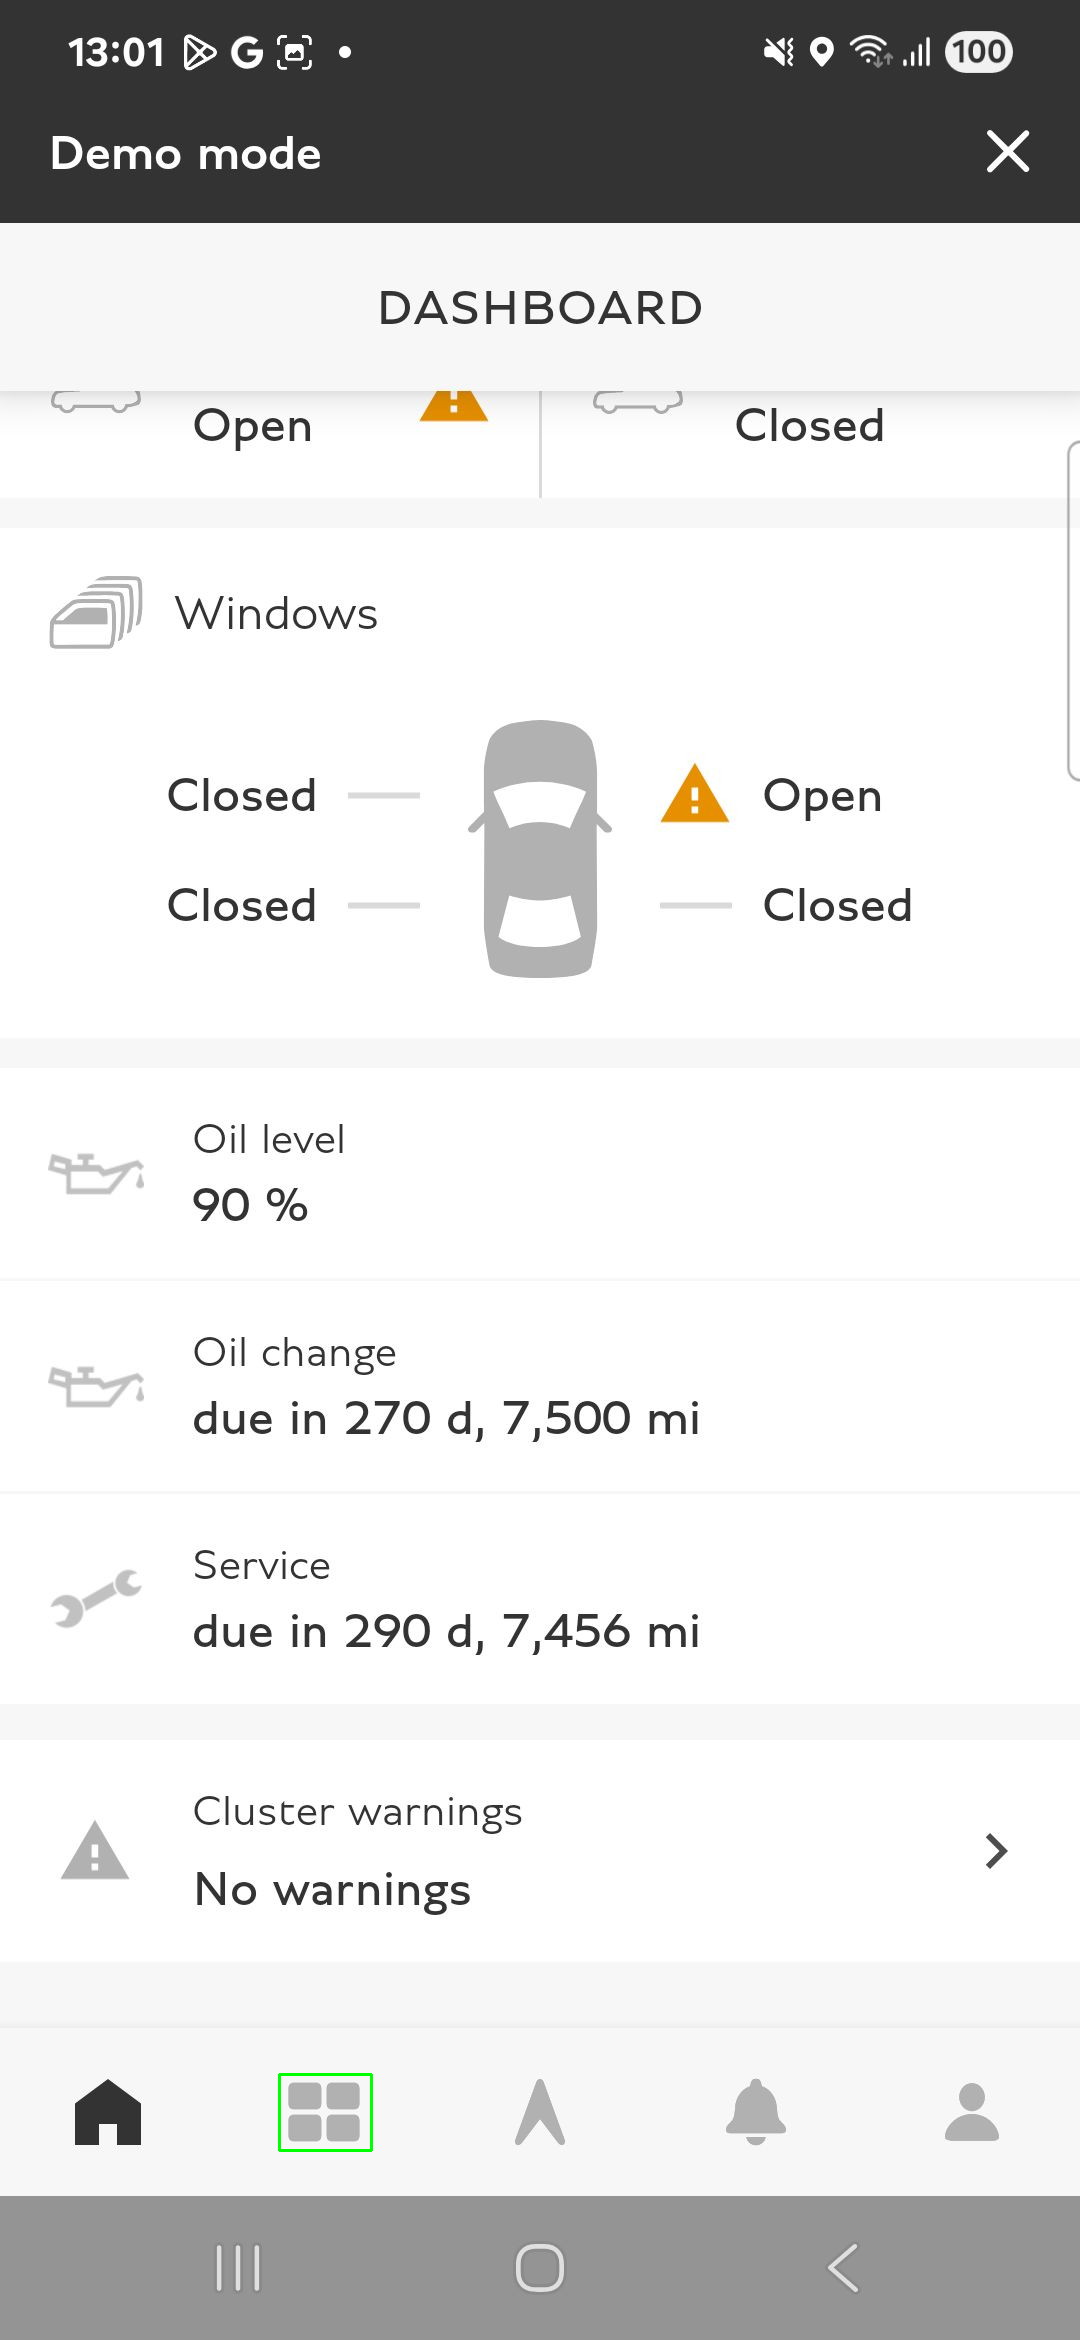 13:01
100
Demo mode
DASHBOARD
Open
Closed
Windows
Closed
Open
Closed
Closed
Oil level
90 %
Oil change
due in 270 d, 7,500 mi
Service
due in 290 d, 7,456 mi
Cluster warnings
No warnings